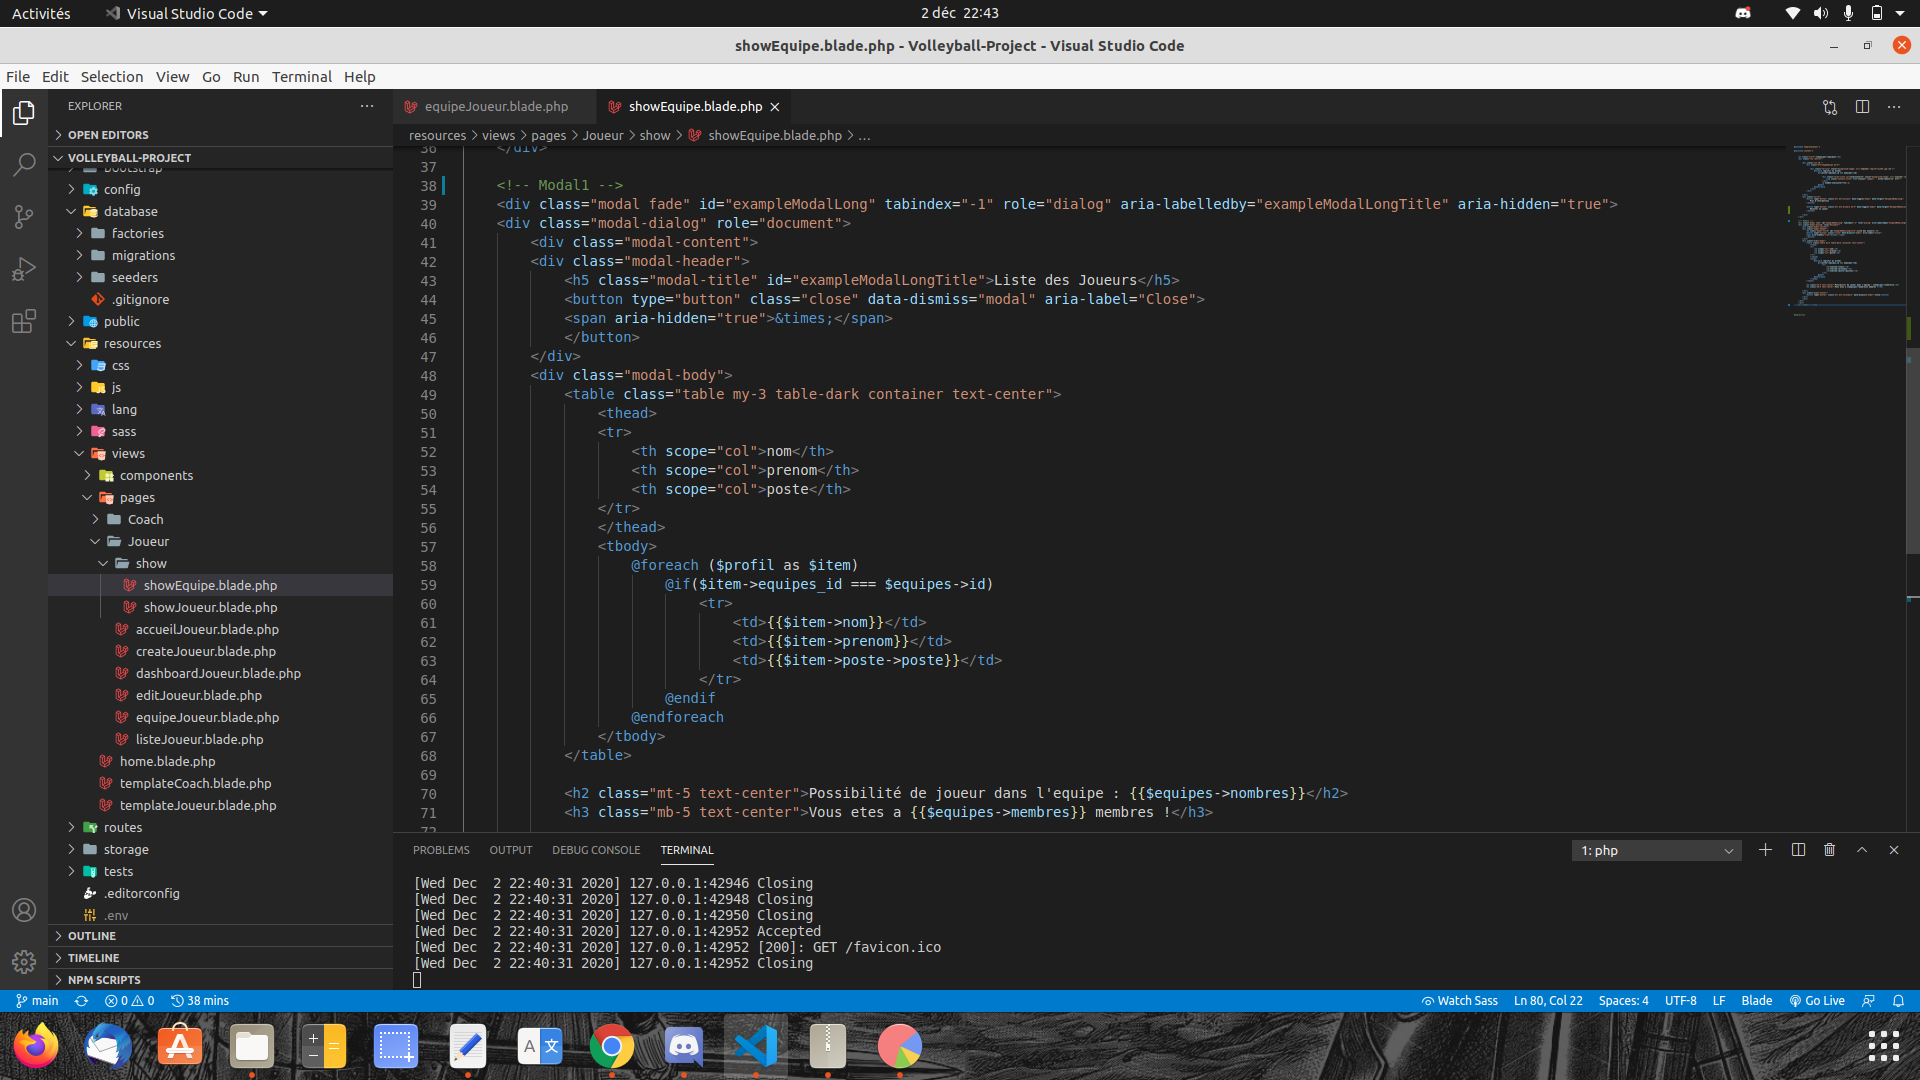 Activités
Visual Studio Code
2 déc 22:43
showEquipe.blade.php - Volleyball-Project - Visual Studio Code
File Edit Selection View Go Run Terminal Help
EXPLORER
OPEN EDITORS
VOLLEYBALL-PROJECT
bootstrap
config
database
factories
migrations
seeders
.gitignore
public
resources
css
js
lang
sass
views
components
pages
Coach
Joueur
show
showEquipe.blade.php
showJoueur.blade.php
accueilJoueur.blade.php
createJoueur.blade.php
dashboardJoueur.blade.php
editJoueur.blade.php
equipeJoueur.blade.php
listeJoueur.blade.php
home.blade.php
templateCoach.blade.php
templateJoueur.blade.php
routes
storage
tests
.editorconfig
.env
OUTLINE
TIMELINE
NPM SCRIPTS
equipeJoueur.blade.php
showEquipe.blade.php
resources > views > pages > Joueur > show > showEquipe.blade.php > ...
36 </div>
37
38 <!-- Modal1 -->
39 <div class="modal fade" id="exampleModalLong" tabindex="-1" role="dialog" aria-labelledby="exampleModalLongTitle" aria-hidden="true">
40 <div class="modal-dialog" role="document">
41 <div class="modal-content">
42 <div class="modal-header">
43 <h5 class="modal-title" id="exampleModalLongTitle">Liste des Joueurs</h5>
44 <button type="button" class="close" data-dismiss="modal" aria-label="Close">
45 <span aria-hidden="true">&times;</span>
46 </button>
47 </div>
48 <div class="modal-body">
49 <table class="table my-3 table-dark container text-center">
50 <thead>
51 <tr>
52 <th scope="col">nom</th>
53 <th scope="col">prenom</th>
54 <th scope="col">poste</th>
55 </tr>
56 </thead>
57 <tbody>
58 @foreach ($profil as $item)
59 @if($item->equipes_id === $equipes->id)
60 <tr>
61 <td>{{$item->nom}}</td>
62 <td>{{$item->prenom}}</td>
63 <td>{{$item->poste->poste}}</td>
64 </tr>
65 @endif
66 @endforeach
67 </tbody>
68 </table>
69
70 <h2 class="mt-5 text-center">Possibilité de joueur dans l'equipe : {{$equipes->nombres}}</h2>
71 <h3 class="mb-5 text-center">Vous etes a {{$equipes->membres}} membres !</h3>
72
PROBLEMS OUTPUT DEBUG CONSOLE TERMINAL
1: php
[Wed Dec  2 22:40:31 2020] 127.0.0.1:42946 Closing
[Wed Dec  2 22:40:31 2020] 127.0.0.1:42948 Closing
[Wed Dec  2 22:40:31 2020] 127.0.0.1:42950 Closing
[Wed Dec  2 22:40:31 2020] 127.0.0.1:42952 Accepted
[Wed Dec  2 22:40:31 2020] 127.0.0.1:42952 [200]: GET /favicon.ico
[Wed Dec  2 22:40:31 2020] 127.0.0.1:42952 Closing
main 0 0 38 mins
Watch Sass Ln 80, Col 22 Spaces: 4 UTF-8 LF Blade Go Live